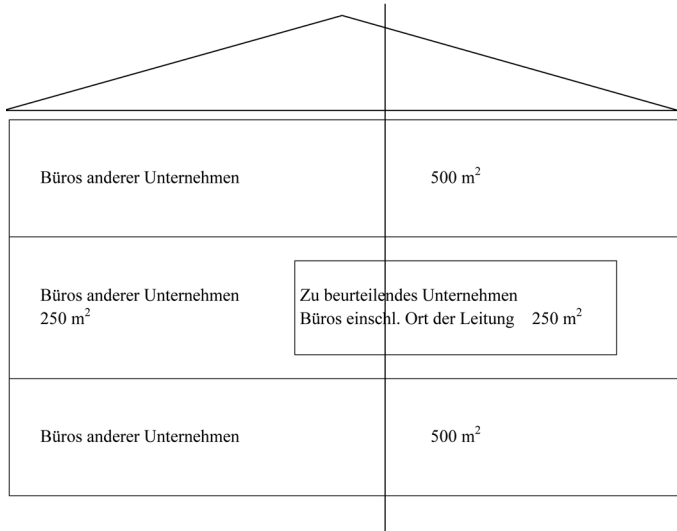 Büros anderer Unternehmen 500 m²
Büros anderer Unternehmen
250 m²
Zu beurteilendes Unternehmen
Büros einschl. Ort der Leitung 250 m²
Büros anderer Unternehmen 500 m²